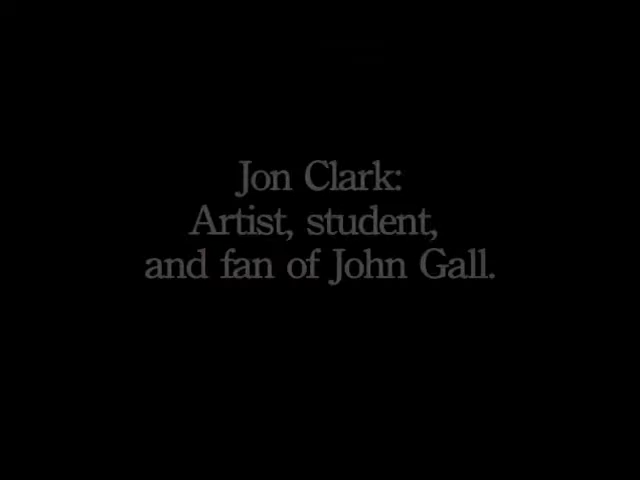 Jon Clark:
Artist, student,
and fan of John Gall.